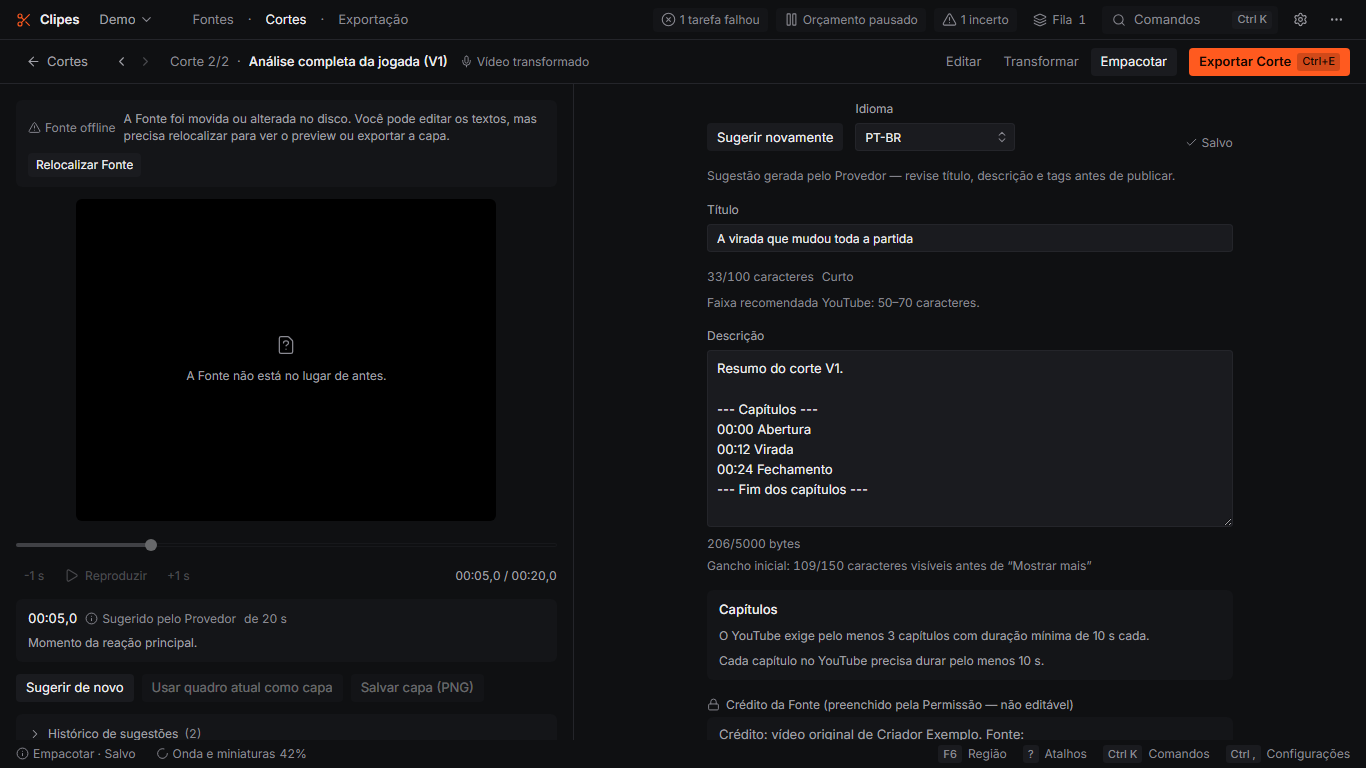 Clipes Demo Fontes · Cortes · Exportação 1 tarefa falhou Orçamento pausado 1 incerto Fila 1 Comandos Ctrl K
Cortes Corte 2/2 · Análise completa da jogada (V1) Vídeo transformado Editar Transformar Empacotar Exportar Corte Ctrl+E
Fonte offline
A Fonte foi movida ou alterada no disco. Você pode editar os textos, mas
precisa relocalizar para ver o preview ou exportar a capa.
Relocalizar Fonte
A Fonte não está no lugar de antes.
-1 s Reproduzir +1 s 00:05,0 / 00:20,0
00:05,0 Sugerido pelo Provedor de 20 s
Momento da reação principal.
Sugerir de novo Usar quadro atual como capa Salvar capa (PNG)
Histórico de sugestões (2)
Idioma
Sugerir novamente PT-BR Salvo
Sugestão gerada pelo Provedor — revise título, descrição e tags antes de publicar.
Título
A virada que mudou toda a partida
33/100 caracteres Curto
Faixa recomendada YouTube: 50–70 caracteres.
Descrição
Resumo do corte V1.
--- Capítulos ---
00:00 Abertura
00:12 Virada
00:24 Fechamento
--- Fim dos capítulos ---
206/5000 bytes
Gancho inicial: 109/150 caracteres visíveis antes de “Mostrar mais”
Capítulos
O YouTube exige pelo menos 3 capítulos com duração mínima de 10 s cada.
Cada capítulo no YouTube precisa durar pelo menos 10 s.
Crédito da Fonte (preenchido pela Permissão — não editável)
Crédito: vídeo original de Criador Exemplo. Fonte:
Empacotar · Salvo Onda e miniaturas 42% F6 Região ? Atalhos Ctrl K Comandos Ctrl , Configurações